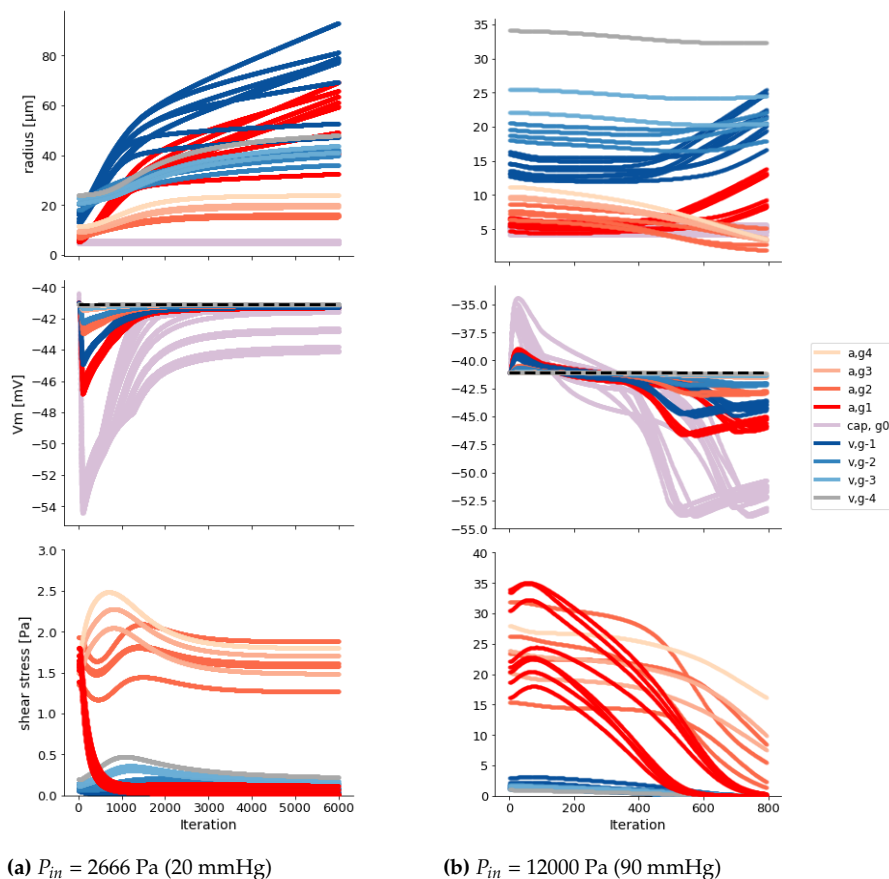 80
60
40
20
0
radius [µm]
35
30
25
20
15
10
5
−40
−42
−44
−46
−48
−50
−52
−54
Vm [mV]
−35.0
−37.5
−40.0
−42.5
−45.0
−47.5
−50.0
−52.5
−55.0
a,g4
a,g3
a,g2
a,g1
cap, g0
v,g-1
v,g-2
v,g-3
v,g-4
3.0
2.5
2.0
1.5
1.0
0.5
0.0
shear stress [Pa]
0 1000 2000 3000 4000 5000 6000
Iteration
40
35
30
25
20
15
10
5
0
0 200 400 600 800
Iteration
(a) P_in = 2666 Pa (20 mmHg)
(b) P_in = 12000 Pa (90 mmHg)